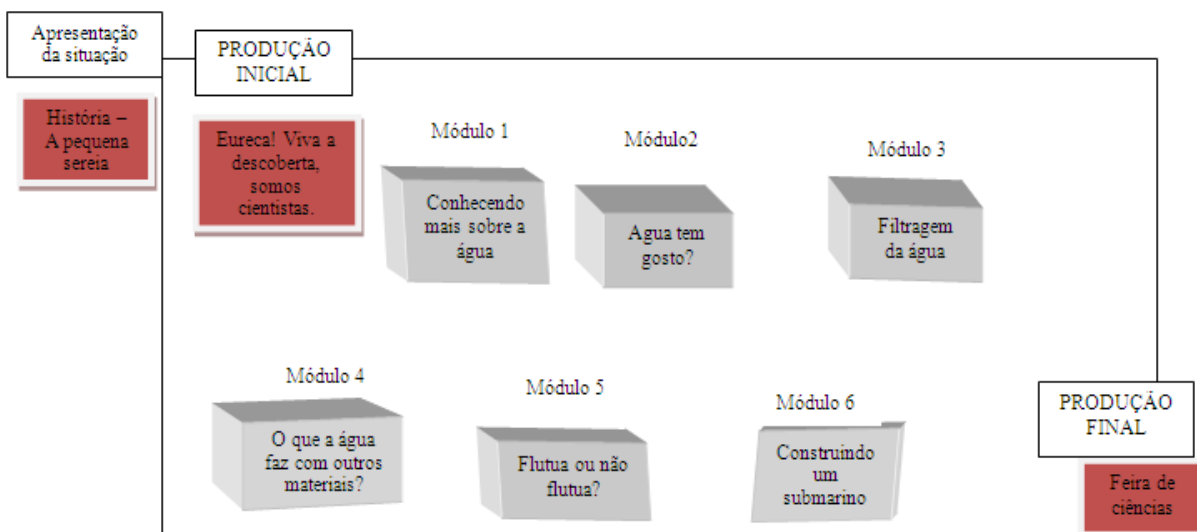 Apresentação
da situação
PRODUÇÃO
INICIAL
História –
A pequena
sereia
Eureca! Viva a
descoberta,
somos
cientistas.
Módulo 1
Conhecendo
mais sobre a
água
Módulo2
Agua tem
gosto?
Módulo 3
Filtragem
da água
Módulo 4
O que a água
faz com outros
materiais?
Módulo 5
Flutua ou não
flutua?
Módulo 6
Construindo
um
submarino
PRODUÇÃO
FINAL
Feira de
ciências